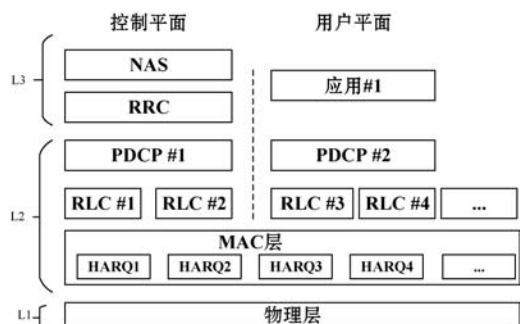 控制平面 用户平面
L3
NAS
RRC
应用#1
L2
PDCP #1 PDCP #2
RLC #1 RLC #2 RLC #3 RLC #4 ...
MAC层
HARQ1 HARQ2 HARQ3 HARQ4 ...
L1
物理层